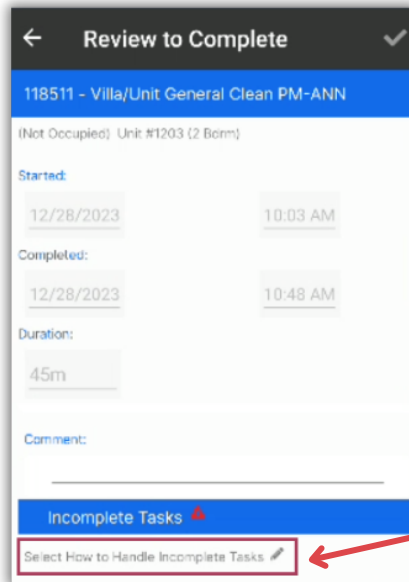 Review to Complete
118511 - Villa/Unit General Clean PM-ANN
(Not Occupied) Unit #1203 (2 Bdrm)
Started:
12/28/2023 10:03 AM
Completed:
12/28/2023 10:48 AM
Duration:
45m
Comment:
Incomplete Tasks
Select How to Handle Incomplete Tasks